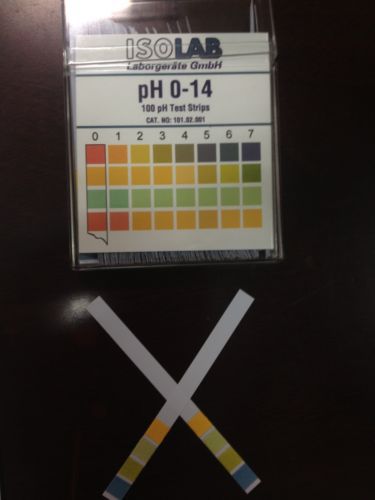 ISOLAB
Laborgeräte GmbH
pH 0-14
100 pH Test Strips
CAT. NO: 101.02.001
0 1 2 3 4 5 6 7